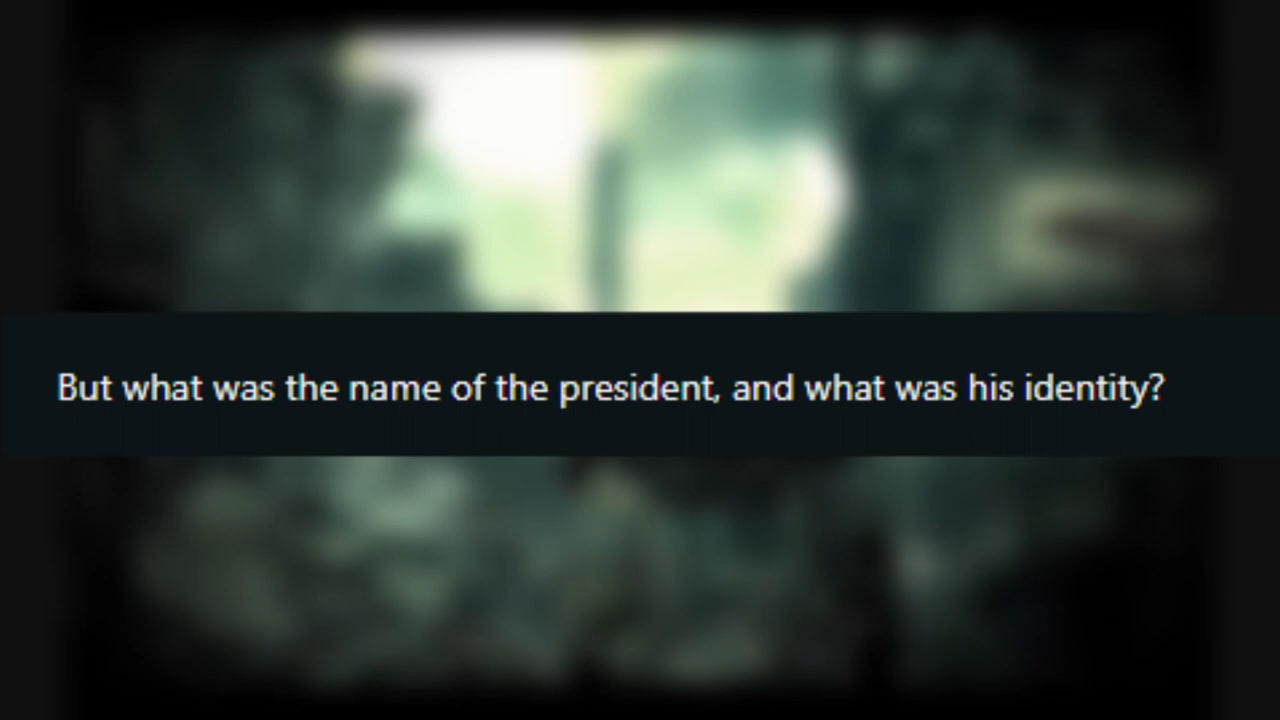 But what was the name of the president, and what was his identity?